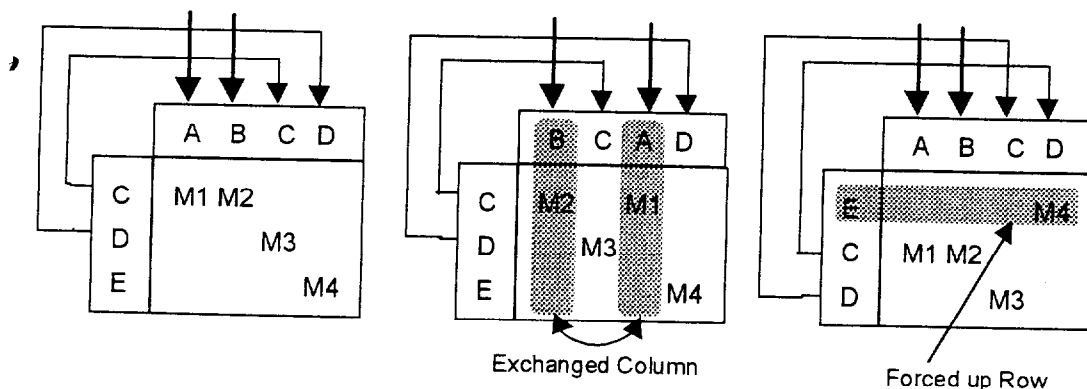 A B C D
C M1 M2
D M3
E M4
B C A D
C M2 M1
D M3
E M4
Exchanged Column
A B C D
E M4
C M1 M2
D M3
Forced up Row